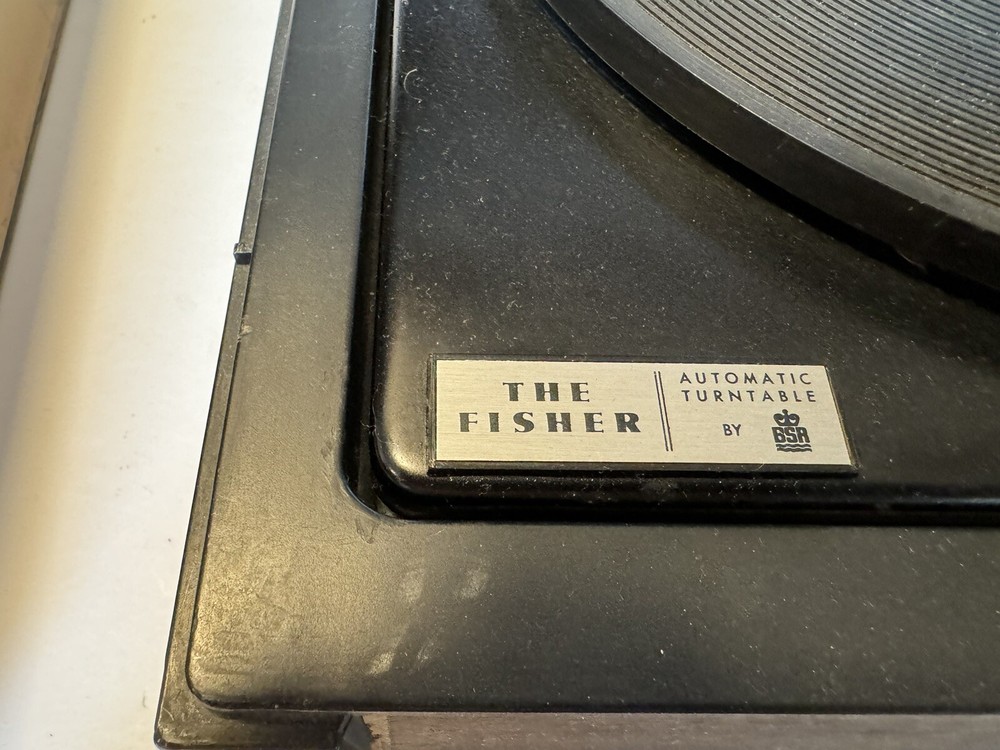 THE
FISHER
AUTOMATIC
TURNTABLE
BY BSR